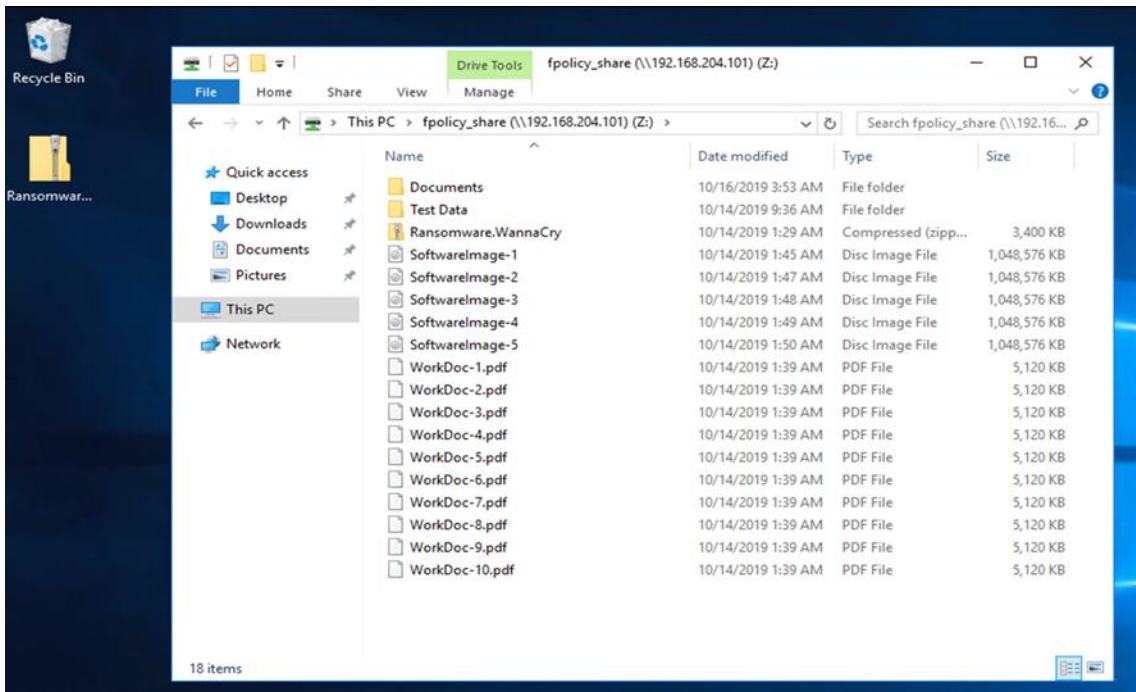 Recycle Bin
Ransomwar...
Drive Tools
fpolicy_share (\\192.168.204.101) (Z:)
File Home Share View Manage
This PC > fpolicy_share (\\192.168.204.101) (Z:) >
Search fpolicy_share (\\192.16...
Quick access
Desktop
Downloads
Documents
Pictures
This PC
Network
Name Date modified Type Size
Documents 10/16/2019 3:53 AM File folder
Test Data 10/14/2019 9:36 AM File folder
Ransomware.WannaCry 10/14/2019 1:29 AM Compressed (zipp... 3,400 KB
SoftwareImage-1 10/14/2019 1:45 AM Disc Image File 1,048,576 KB
SoftwareImage-2 10/14/2019 1:47 AM Disc Image File 1,048,576 KB
SoftwareImage-3 10/14/2019 1:48 AM Disc Image File 1,048,576 KB
SoftwareImage-4 10/14/2019 1:49 AM Disc Image File 1,048,576 KB
SoftwareImage-5 10/14/2019 1:50 AM Disc Image File 1,048,576 KB
WorkDoc-1.pdf 10/14/2019 1:39 AM PDF File 5,120 KB
WorkDoc-2.pdf 10/14/2019 1:39 AM PDF File 5,120 KB
WorkDoc-3.pdf 10/14/2019 1:39 AM PDF File 5,120 KB
WorkDoc-4.pdf 10/14/2019 1:39 AM PDF File 5,120 KB
WorkDoc-5.pdf 10/14/2019 1:39 AM PDF File 5,120 KB
WorkDoc-6.pdf 10/14/2019 1:39 AM PDF File 5,120 KB
WorkDoc-7.pdf 10/14/2019 1:39 AM PDF File 5,120 KB
WorkDoc-8.pdf 10/14/2019 1:39 AM PDF File 5,120 KB
WorkDoc-9.pdf 10/14/2019 1:39 AM PDF File 5,120 KB
WorkDoc-10.pdf 10/14/2019 1:39 AM PDF File 5,120 KB
18 items